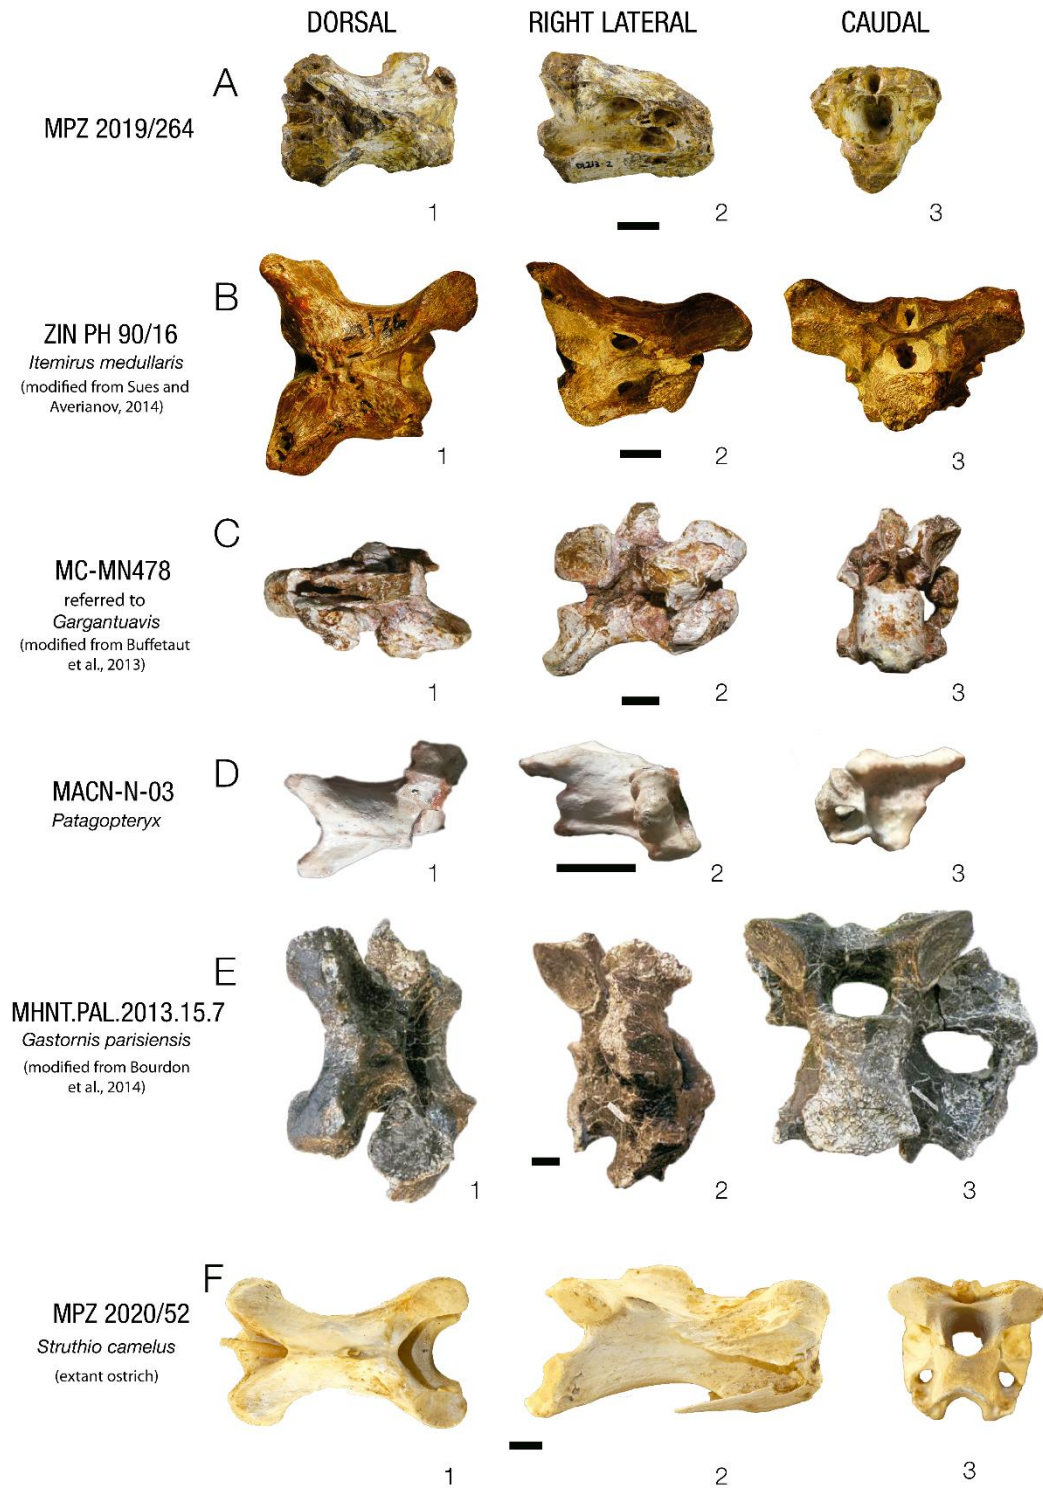 DORSAL RIGHT LATERAL CAUDAL
A
MPZ 2019/264
1 2 3
B
ZIN PH 90/16
Itemirus medullaris
(modified from Sues and
Averianov, 2014)
1 2 3
C
MC-MN478
referred to
Gargantuavis
(modified from Buffetaut
et al., 2013)
1 2 3
D
MACN-N-03
Patagopteryx
1 2 3
E
MHNT.PAL.2013.15.7
Gastornis parisiensis
(modified from Bourdon
et al., 2014)
1 2 3
F
MPZ 2020/52
Struthio camelus
(extant ostrich)
1 2 3